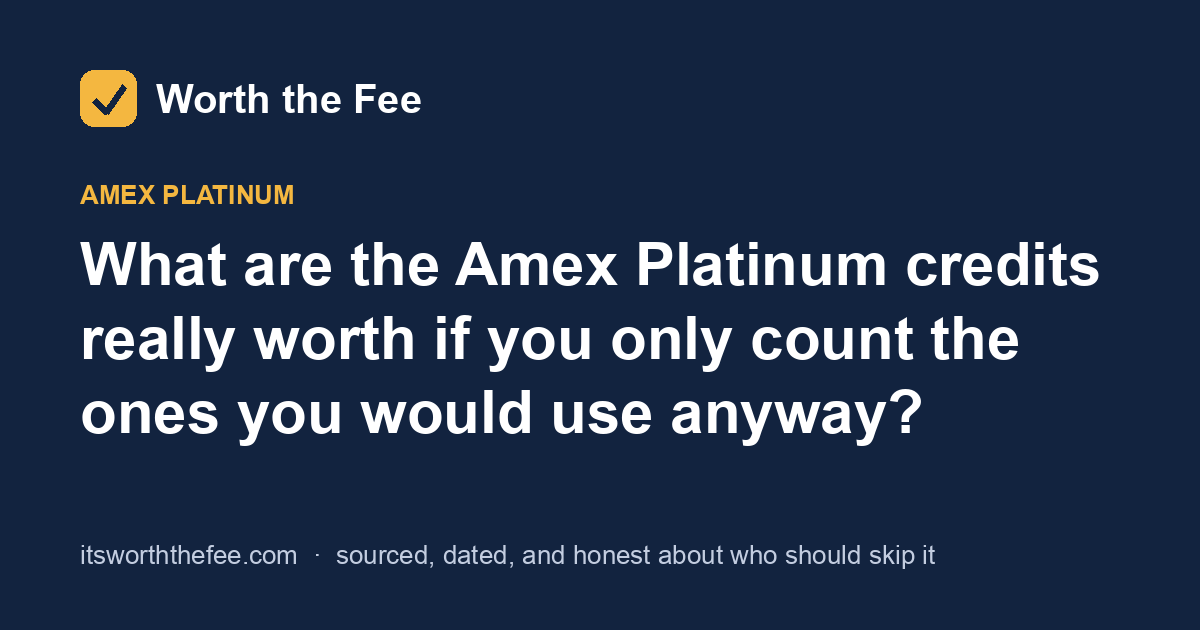 Worth the Fee
AMEX PLATINUM
What are the Amex Platinum credits
really worth if you only count the
ones you would use anyway?
itsworththefee.com · sourced, dated, and honest about who should skip it